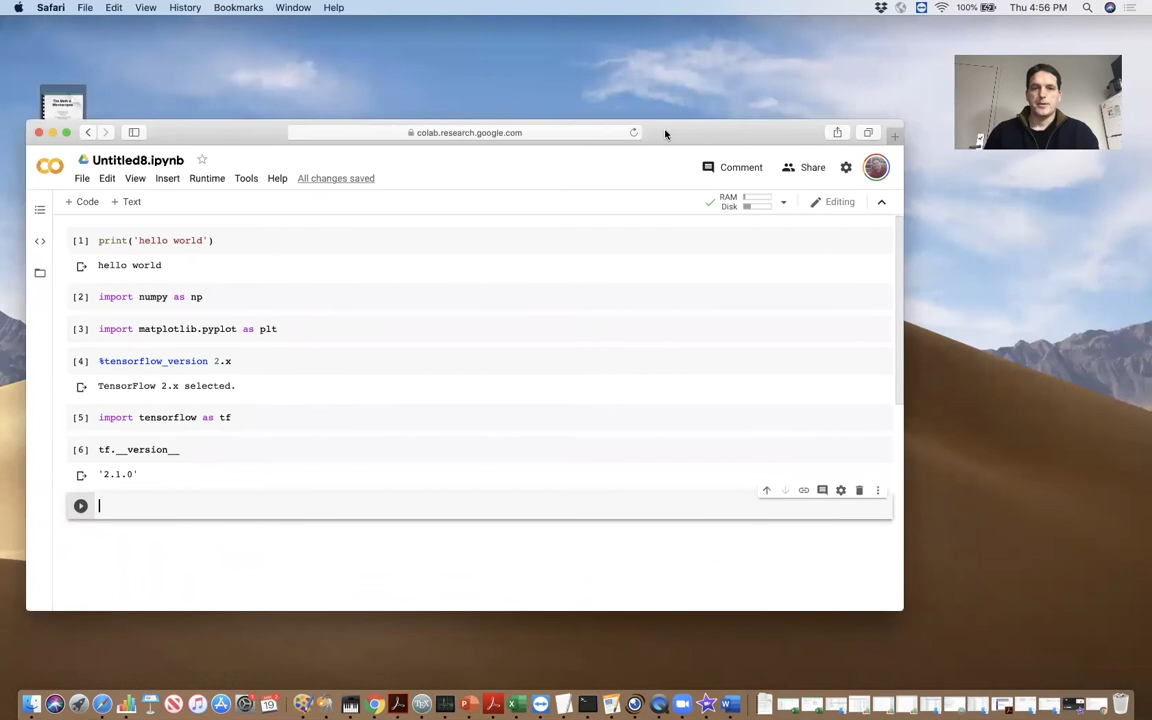 Safari File Edit View History Bookmarks Window Help 100% Thu 4:56 PM
colab.research.google.com
Untitled8.ipynb
File Edit View Insert Runtime Tools Help All changes saved
Comment Share
+ Code + Text
RAM
Disk
Editing
[1] print('hello world')
hello world
[2] import numpy as np
[3] import matplotlib.pyplot as plt
[4] %tensorflow_version 2.x
TensorFlow 2.x selected.
[5] import tensorflow as tf
[6] tf.__version__
'2.1.0'